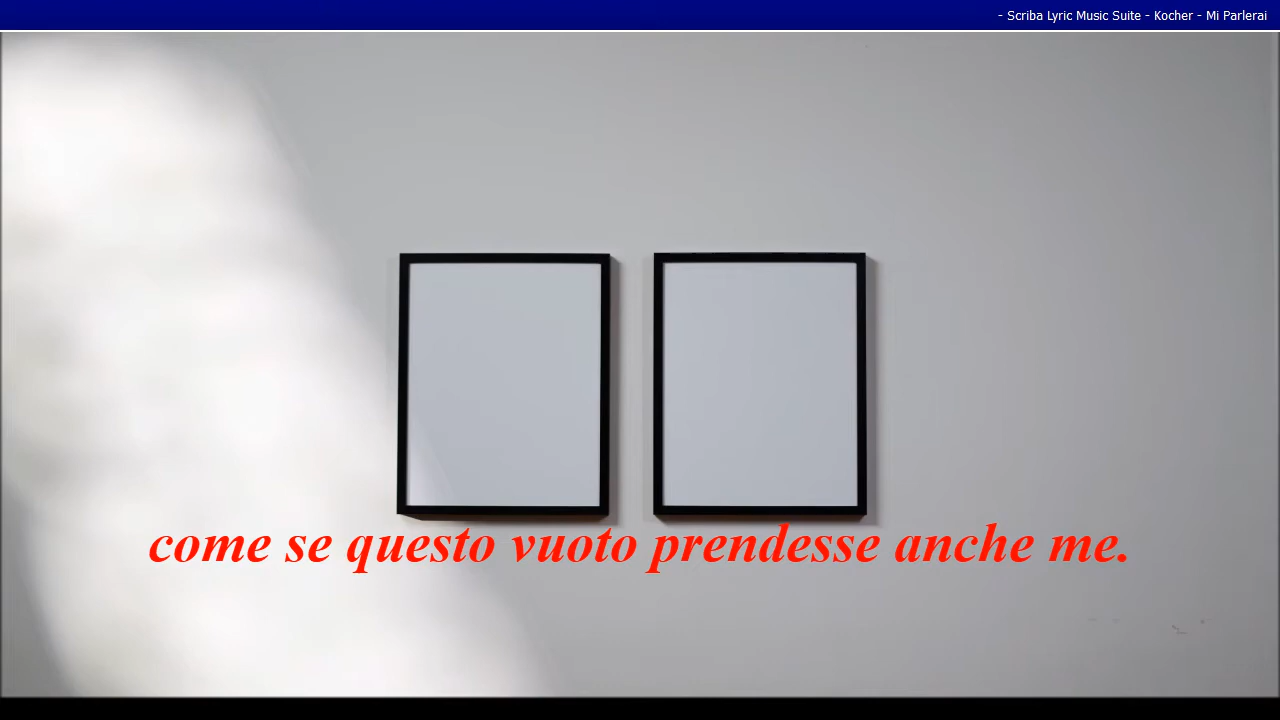 - Scriba Lyric Music Suite - Kocher - Mi Parlerai
come se questo vuoto prendesse anche me.